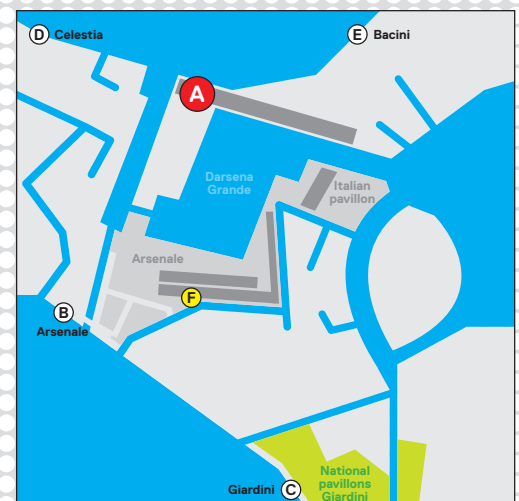 D Celestia
E Bacini
A
Darsena
Grande
Italian
pavillon
Arsenale
F
B
Arsenale
National
pavillons
Giardini
Giardini C